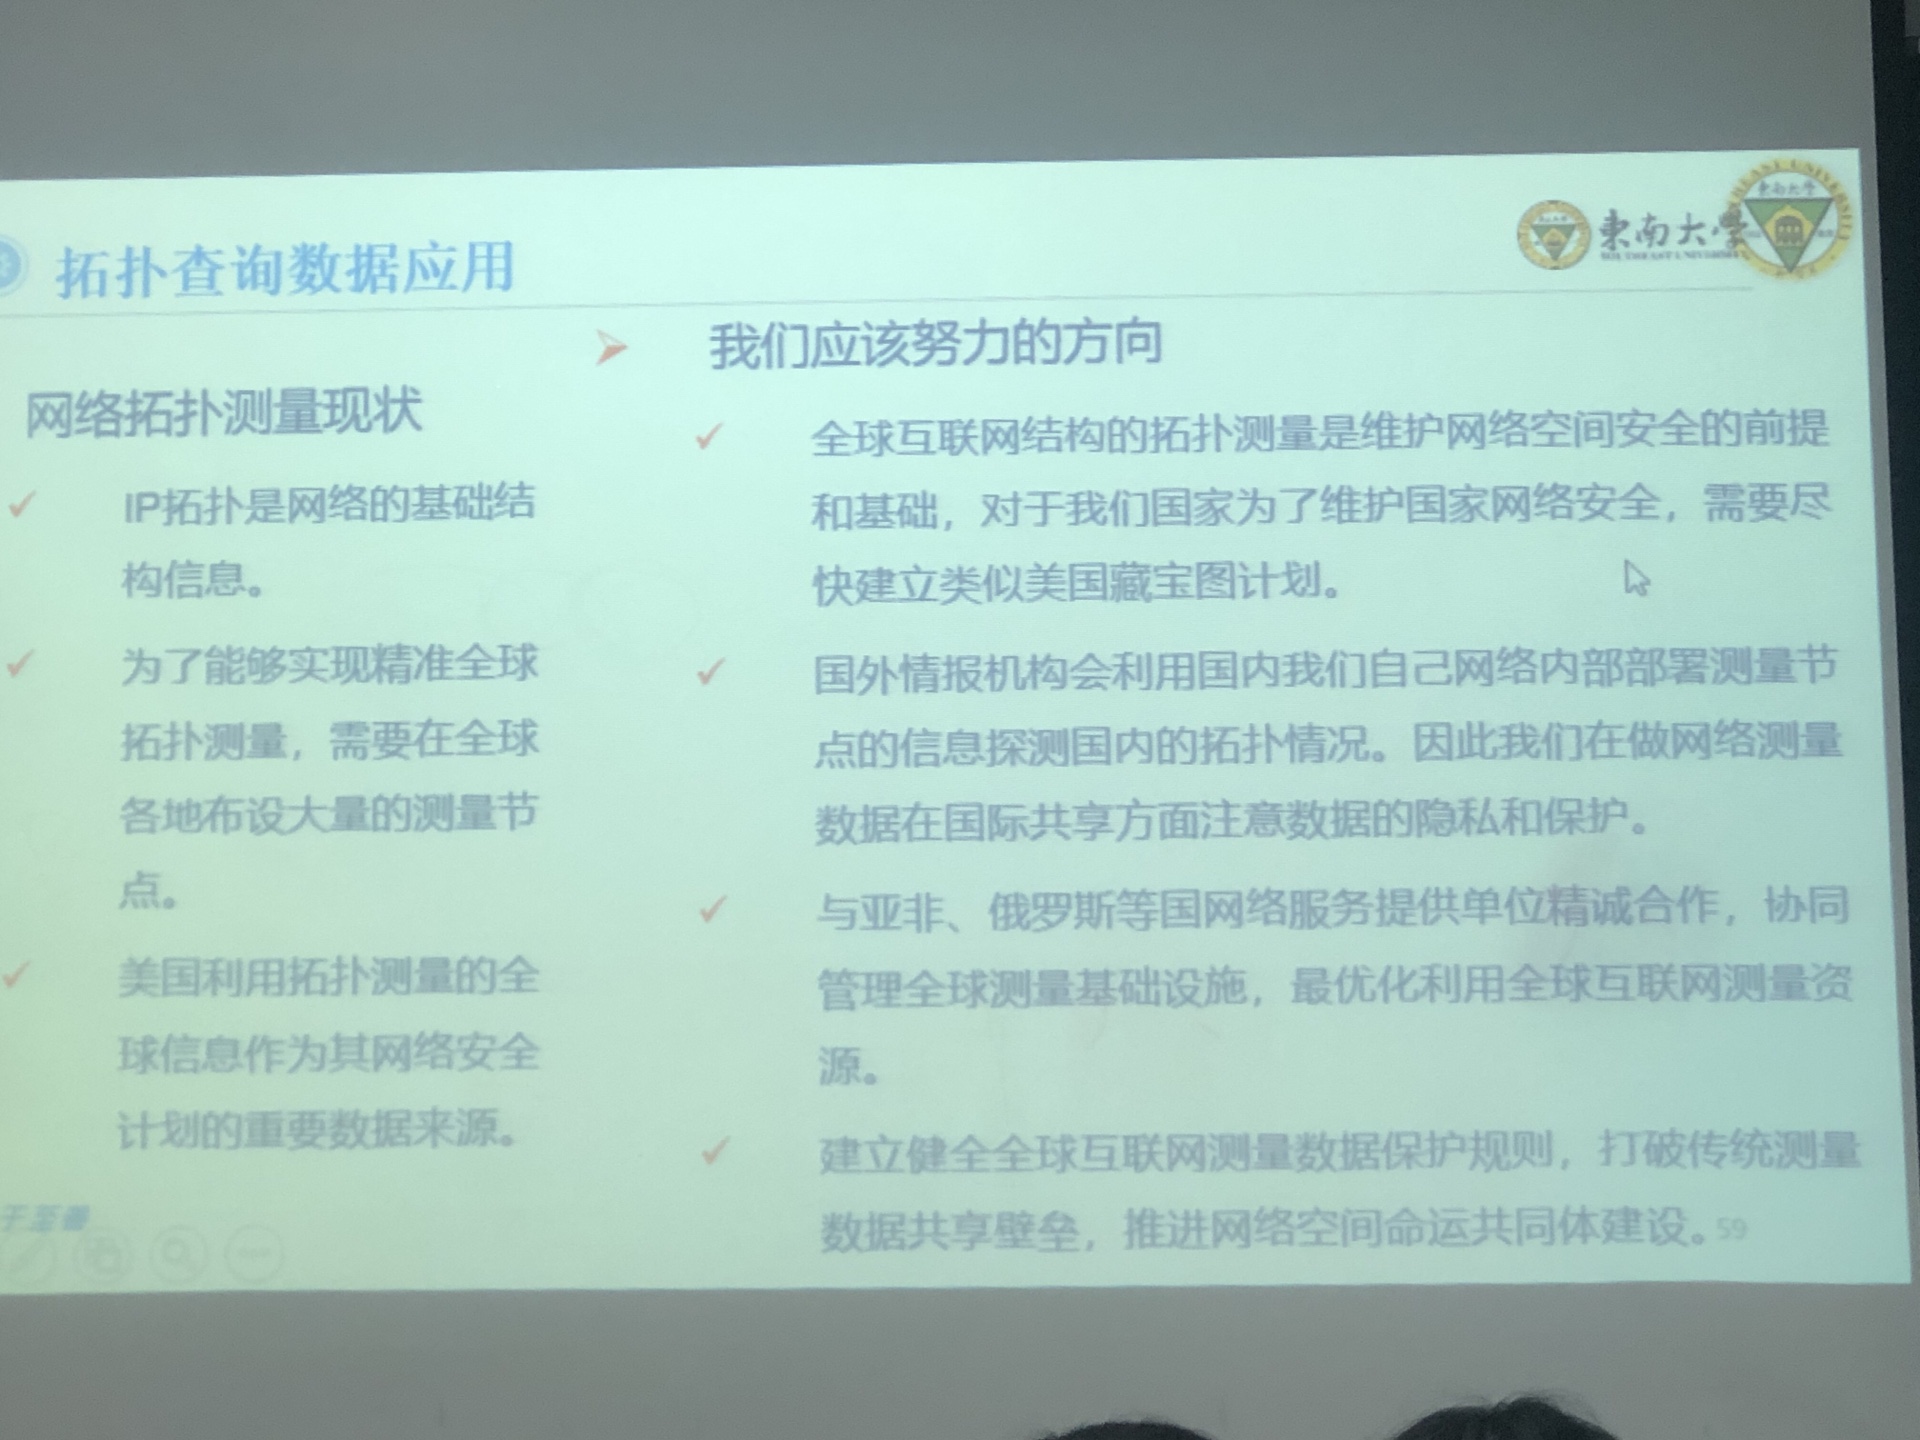 拓扑查询数据应用
東南大學
SOUTHEAST UNIVERSITY
東南大学
网络拓扑测量现状
IP拓扑是网络的基础结
构信息。
为了能够实现精准全球
拓扑测量，需要在全球
各地布设大量的测量节
点。
美国利用拓扑测量的全
球信息作为其网络安全
计划的重要数据来源。
我们应该努力的方向
全球互联网结构的拓扑测量是维护网络空间安全的前提
和基础，对于我们国家为了维护国家网络安全，需要尽
快建立类似美国藏宝图计划。
国外情报机构会利用国内我们自己网络内部部署测量节
点的信息探测国内的拓扑情况。因此我们在做网络测量
数据在国际共享方面注意数据的隐私和保护。
与亚非、俄罗斯等国网络服务提供单位精诚合作，协同
管理全球测量基础设施，最优化利用全球互联网测量资
源。
建立健全全球互联网测量数据保护规则，打破传统测量
数据共享壁垒，推进网络空间命运共同体建设。
于至善
59